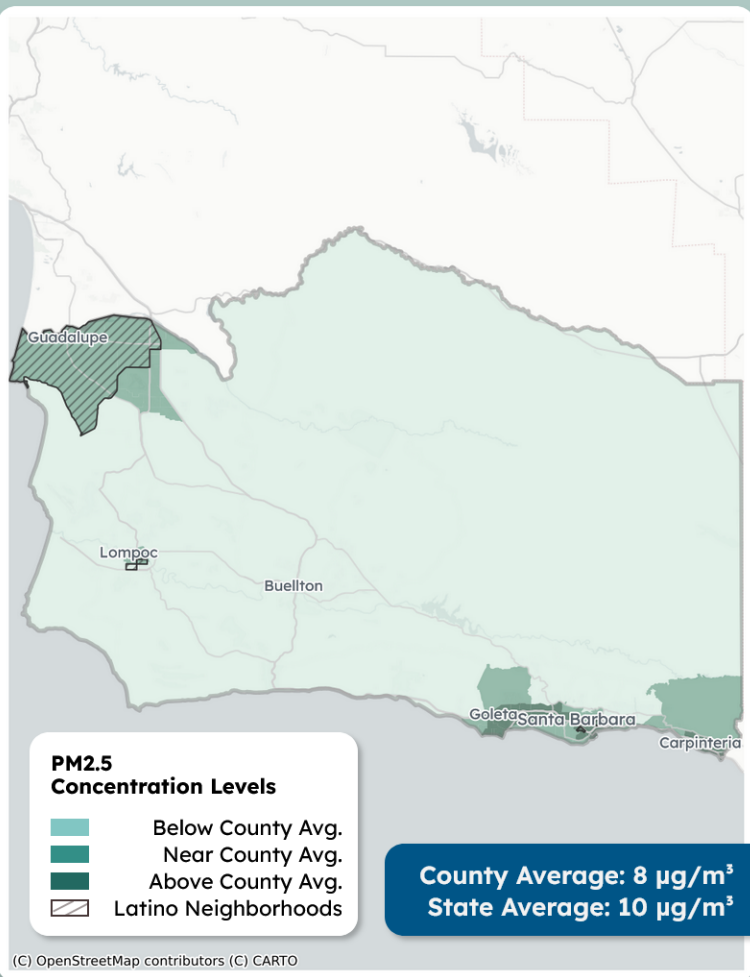 Guadalupe
Lompoc
Buellton
Goleta
Santa Barbara
Carpinteria
PM2.5
Concentration Levels
Below County Avg.
Near County Avg.
Above County Avg.
Latino Neighborhoods
County Average: 8 µg/m³
State Average: 10 µg/m³
(C) OpenStreetMap contributors (C) CARTO